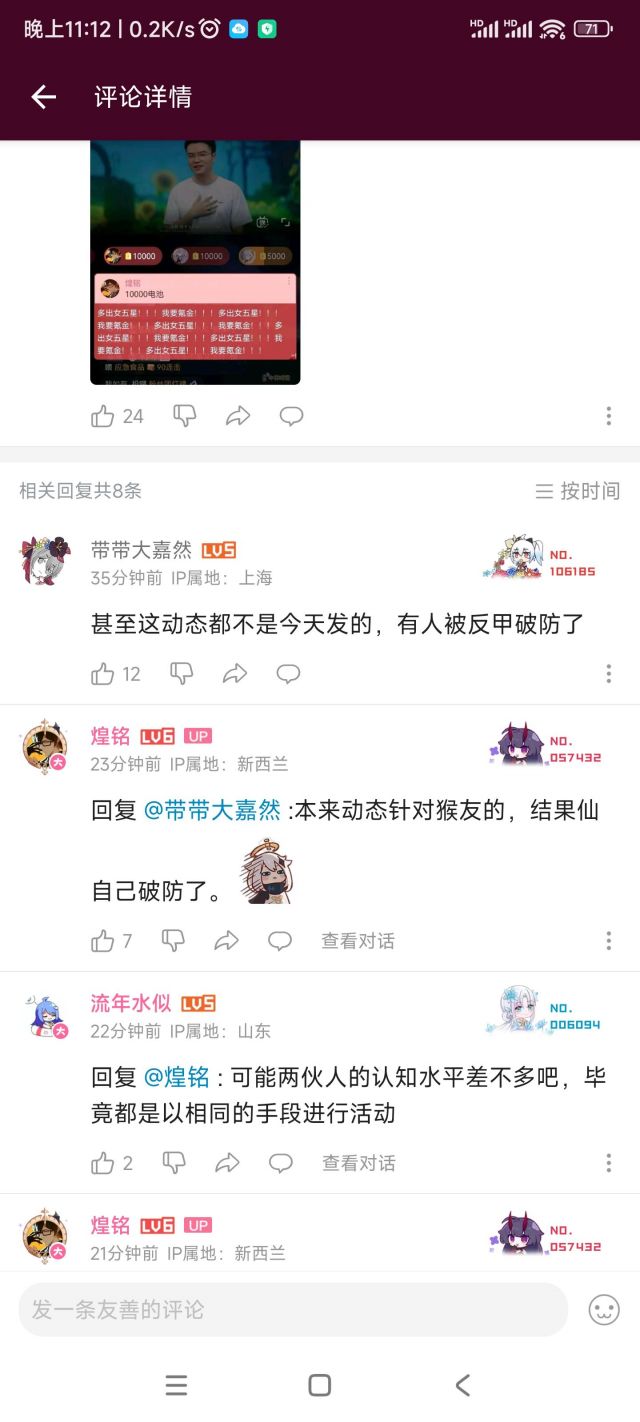 晚上11:12 | 0.2K/s
HD HD 6 71
评论详情
10000 10000 5000
煌铭
10000电池
多出女五星！！！我要氪金！！！多出女五星！！！
我要氪金！！！多出女五星！！！我要氪金！！！多
出女五星！！！我要氪金！！！多出女五星！！！我
要氪金！！！多出女五星！！！我要氪金！！！
应急食品 90连击
24
相关回复共8条 按时间
带带大嘉然 LV5
NO.
106185
35分钟前 IP属地：上海
甚至这动态都不是今天发的，有人被反甲破防了
12
煌铭 LV6 UP
大
NO.
057432
23分钟前 IP属地：新西兰
回复 @带带大嘉然 :本来动态针对猴友的，结果仙
自己破防了。
7 查看对话
流年水似 LV5
大
NO.
006094
22分钟前 IP属地：山东
回复 @煌铭 : 可能两伙人的认知水平差不多吧，毕
竟都是以相同的手段进行活动
2 查看对话
煌铭 LV6 UP
大
NO.
057432
21分钟前 IP属地：新西兰
发一条友善的评论